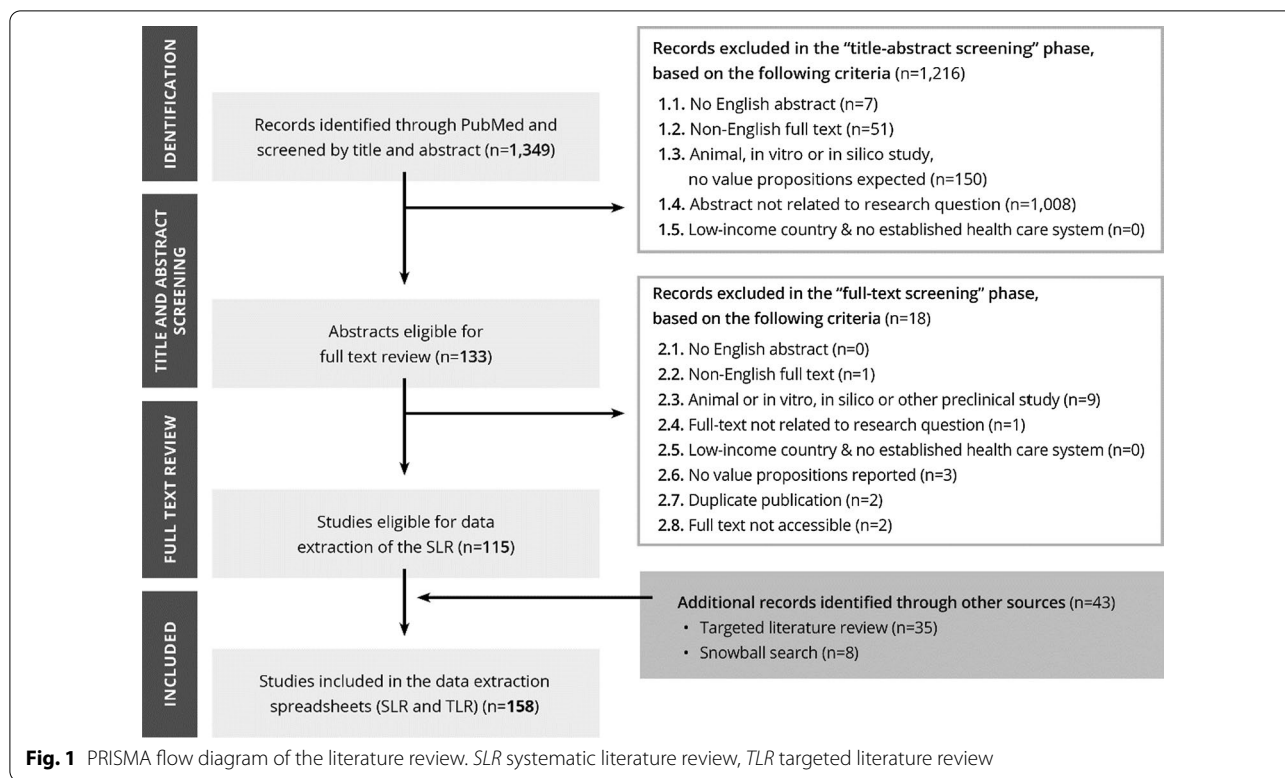 IDENTIFICATION
Records identified through PubMed and
screened by title and abstract (n=1,349)
Records excluded in the “title-abstract screening” phase,
based on the following criteria (n=1,216)
1.1. No English abstract (n=7)
1.2. Non-English full text (n=51)
1.3. Animal, in vitro or in silico study,
no value propositions expected (n=150)
1.4. Abstract not related to research question (n=1,008)
1.5. Low-income country & no established health care system (n=0)
TITLE AND ABSTRACT
SCREENING
Abstracts eligible for
full text review (n=133)
Records excluded in the “full-text screening” phase,
based on the following criteria (n=18)
2.1. No English abstract (n=0)
2.2. Non-English full text (n=1)
2.3. Animal or in vitro, in silico or other preclinical study (n=9)
2.4. Full-text not related to research question (n=1)
2.5. Low-income country & no established health care system (n=0)
2.6. No value propositions reported (n=3)
2.7. Duplicate publication (n=2)
2.8. Full text not accessible (n=2)
FULL TEXT REVIEW
Studies eligible for data
extraction of the SLR (n=115)
Additional records identified through other sources (n=43)
• Targeted literature review (n=35)
• Snowball search (n=8)
INCLUDED
Studies included in the data extraction
spreadsheets (SLR and TLR) (n=158)
Fig. 1 PRISMA flow diagram of the literature review. SLR systematic literature review, TLR targeted literature review